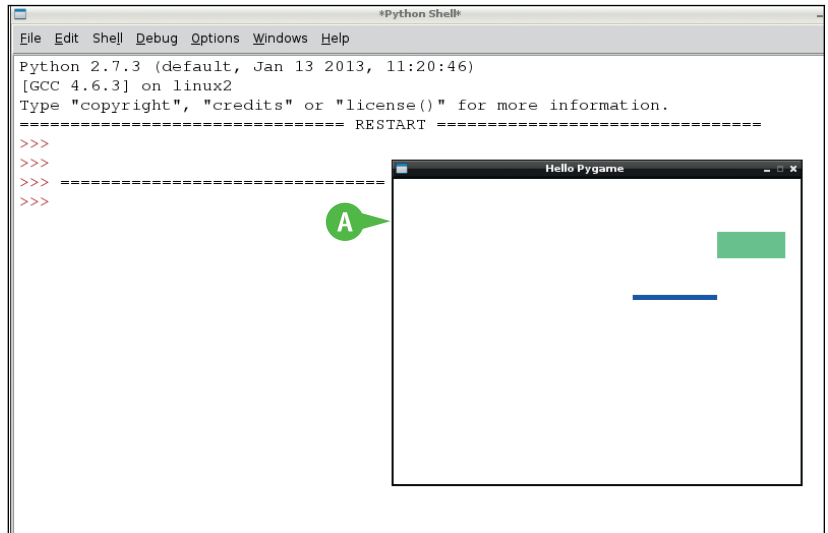 *Python Shell*
File Edit Shell Debug Options Windows Help
Python 2.7.3 (default, Jan 13 2013, 11:20:46)
[GCC 4.6.3] on linux2
Type "copyright", "credits" or "license()" for more information.
================================ RESTART ================================
>>>
>>>
>>> ================================
>>>
Hello Pygame
A